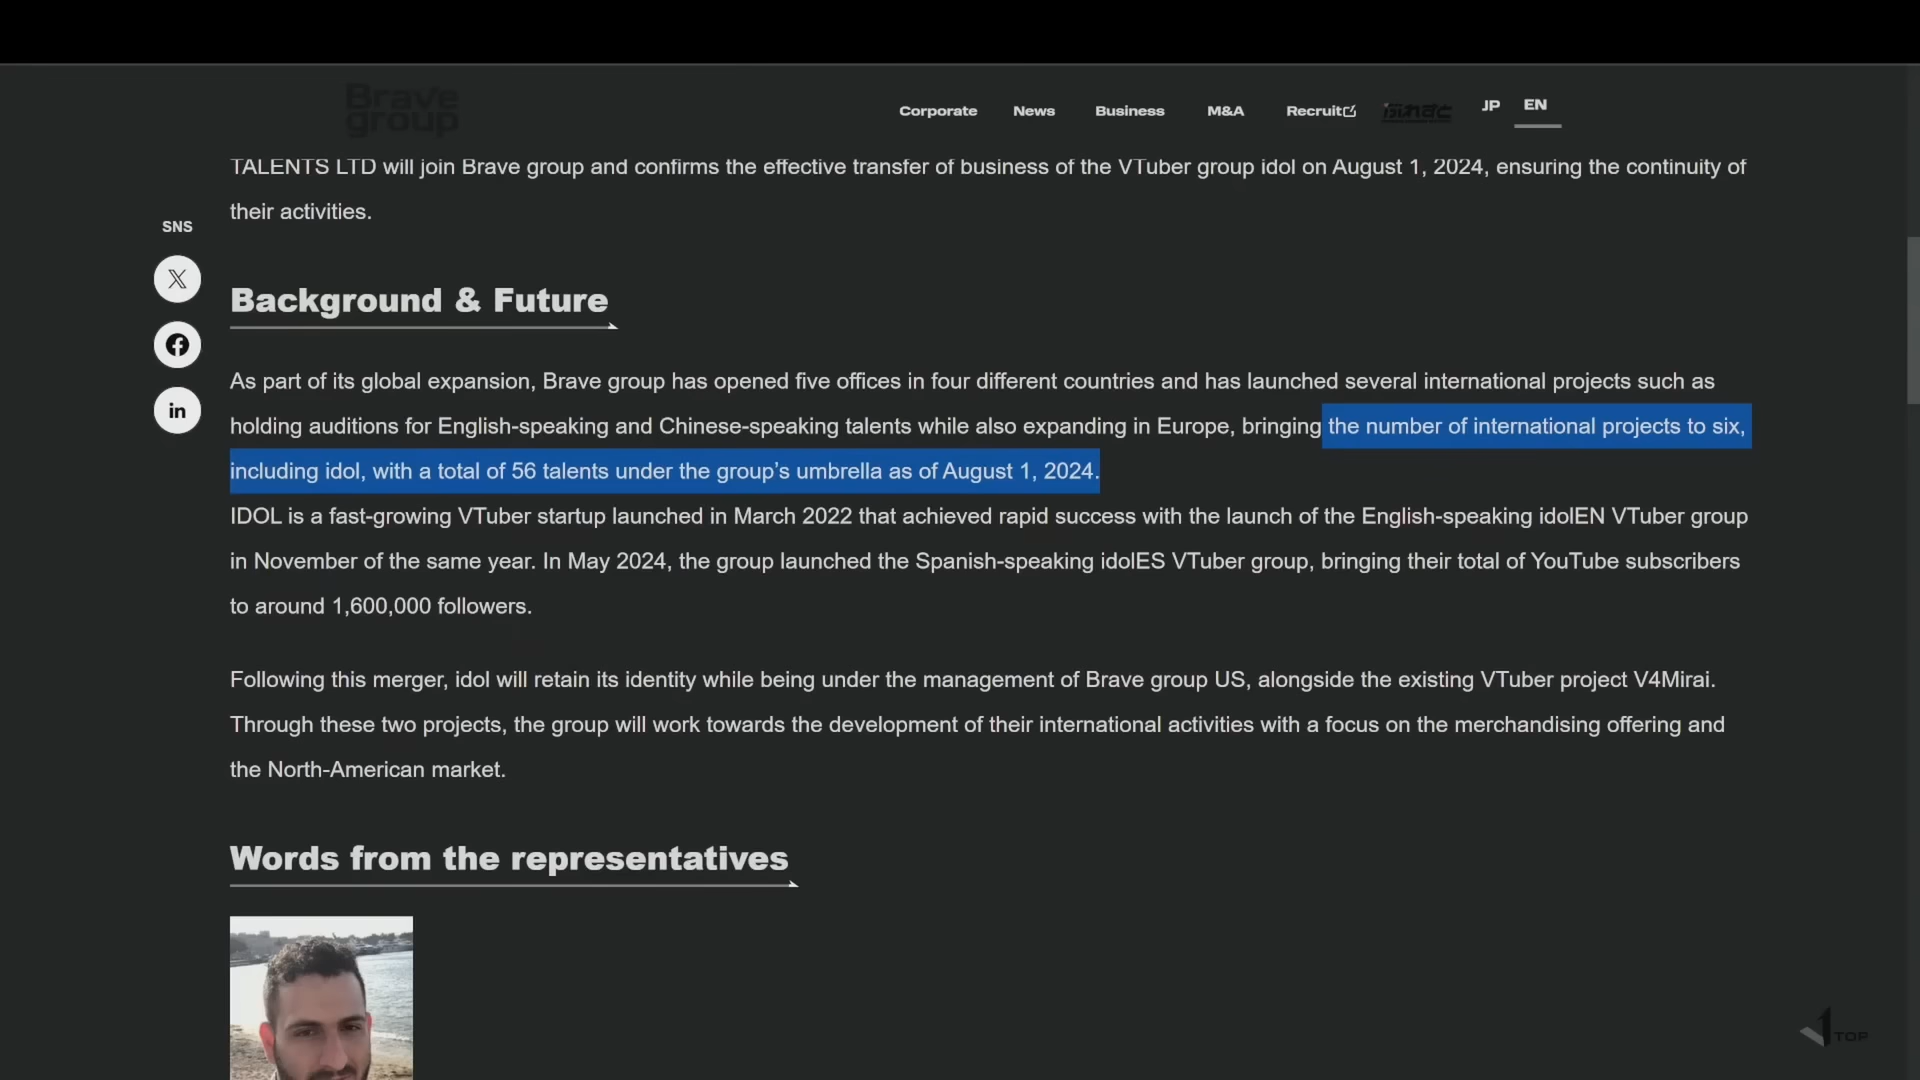 Brave
group
Corporate News Business M&A Recruit ぶれすと JP EN
TALENTS LTD will join Brave group and confirms the effective transfer of business of the VTuber group idol on August 1, 2024, ensuring the continuity of
their activities.
SNS
Background & Future
As part of its global expansion, Brave group has opened five offices in four different countries and has launched several international projects such as
holding auditions for English-speaking and Chinese-speaking talents while also expanding in Europe, bringing the number of international projects to six,
including idol, with a total of 56 talents under the group’s umbrella as of August 1, 2024.
IDOL is a fast-growing VTuber startup launched in March 2022 that achieved rapid success with the launch of the English-speaking idolEN VTuber group
in November of the same year. In May 2024, the group launched the Spanish-speaking idolES VTuber group, bringing their total of YouTube subscribers
to around 1,600,000 followers.
Following this merger, idol will retain its identity while being under the management of Brave group US, alongside the existing VTuber project V4Mirai.
Through these two projects, the group will work towards the development of their international activities with a focus on the merchandising offering and
the North-American market.
Words from the representatives
TOP